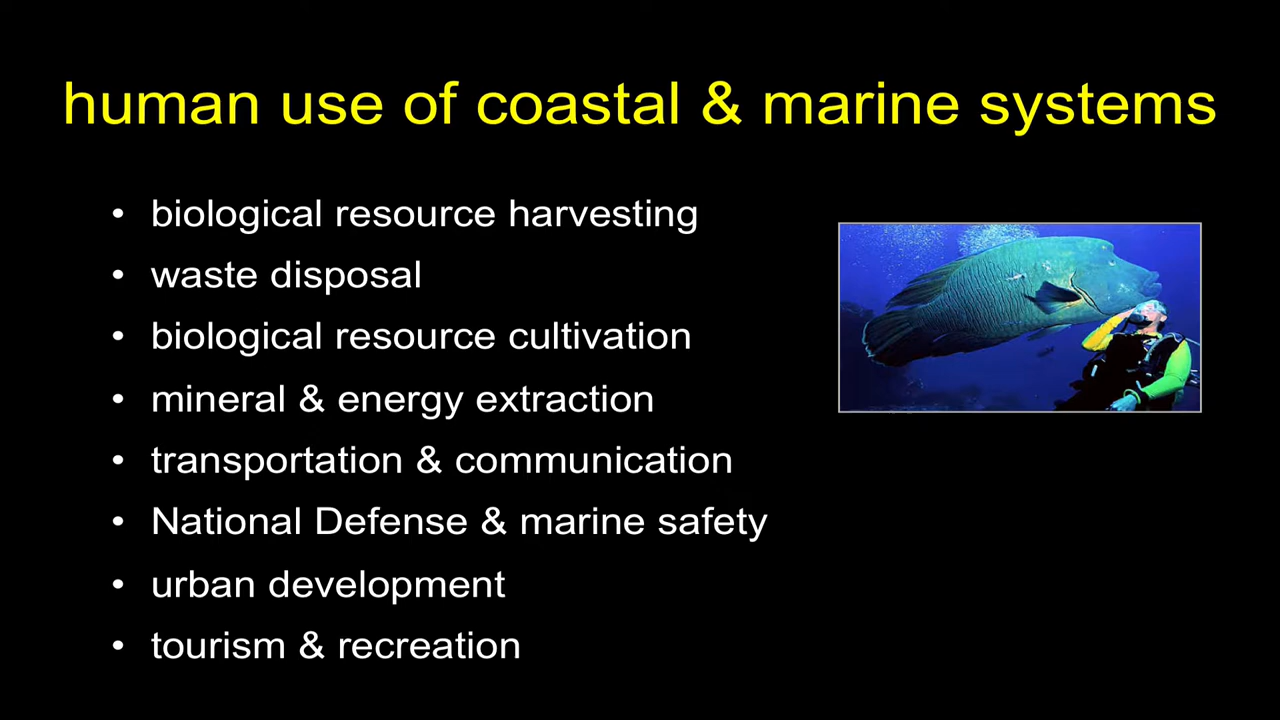 human use of coastal & marine systems
• biological resource harvesting
• waste disposal
• biological resource cultivation
• mineral & energy extraction
• transportation & communication
• National Defense & marine safety
• urban development
• tourism & recreation